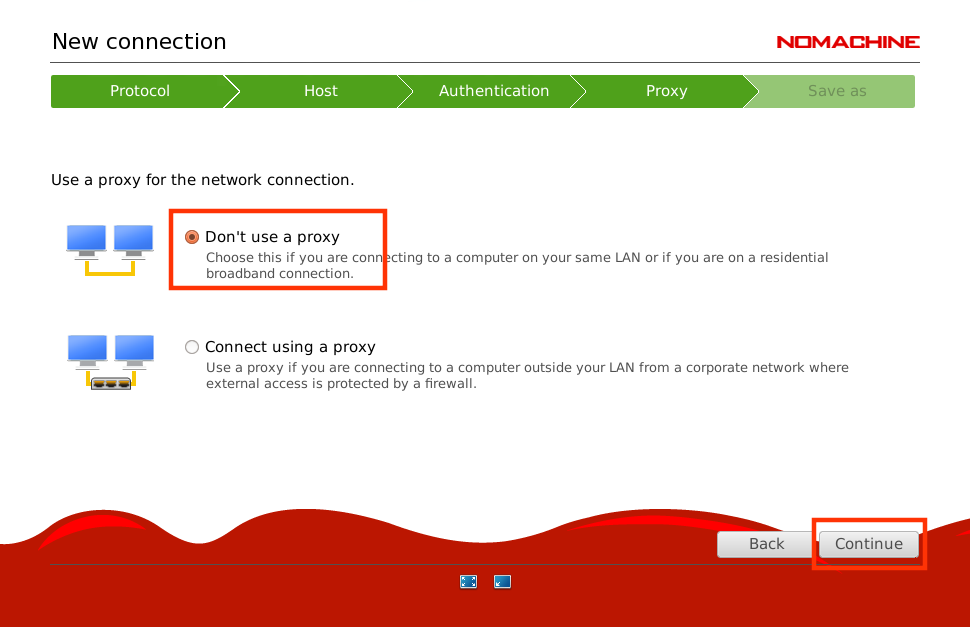 New connection
NOMACHINE
Protocol
Host
Authentication
Proxy
Save as
Use a proxy for the network connection.
Don't use a proxy
Choose this if you are connecting to a computer on your same LAN or if you are on a residential
broadband connection.
Connect using a proxy
Use a proxy if you are connecting to a computer outside your LAN from a corporate network where
external access is protected by a firewall.
Back
Continue